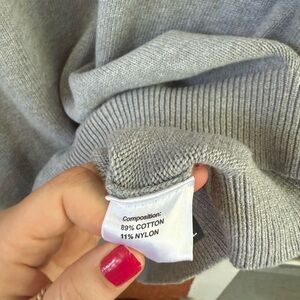 Composition:
89% COTTON
11% NYLON
L